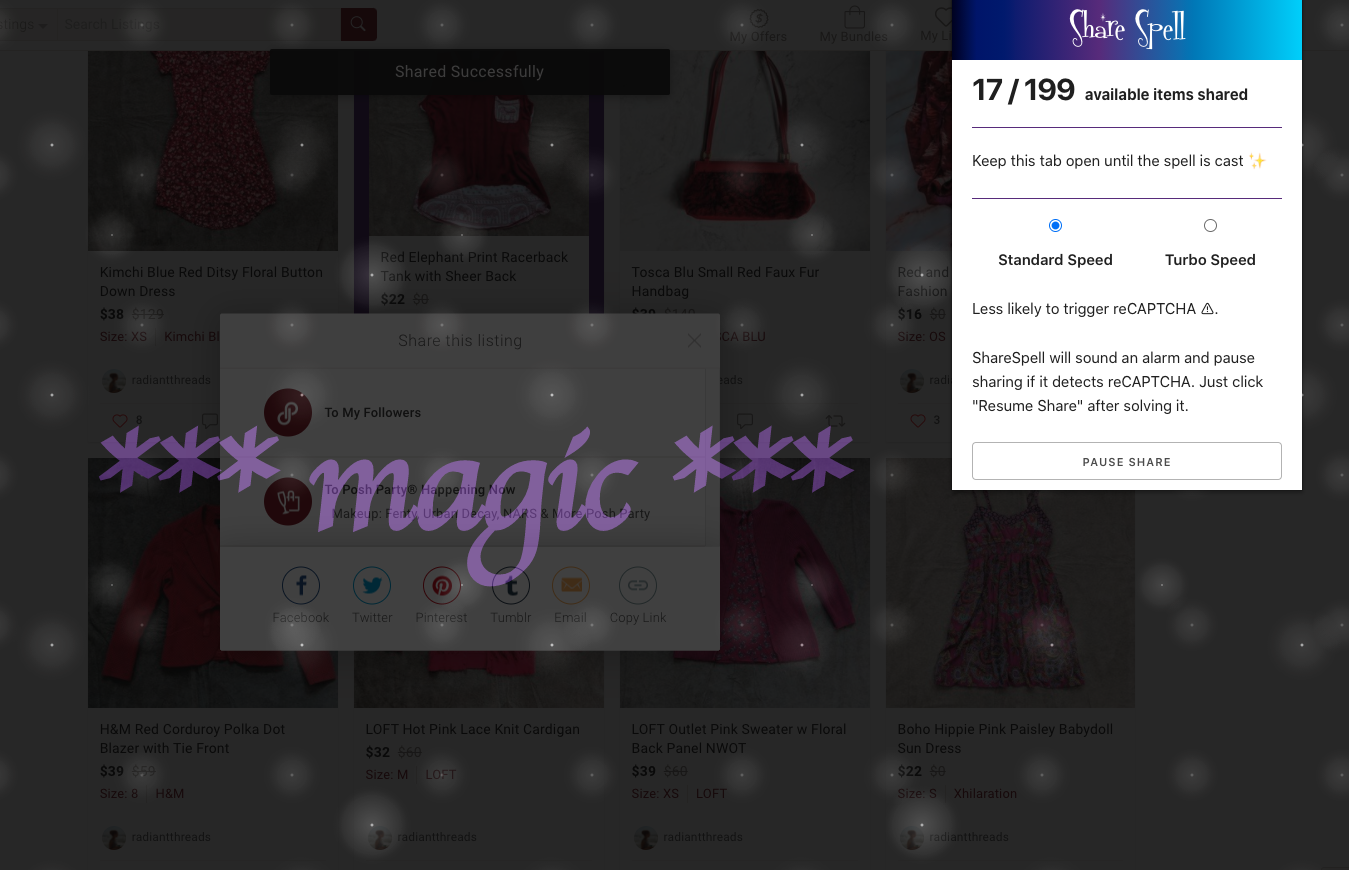 Listings
Search Listings
My Offers
My Bundles
My Li
Share Spell
Shared Successfully
17 / 199 available items shared
Keep this tab open until the spell is cast ✨
Standard Speed
Turbo Speed
Less likely to trigger reCAPTCHA ⚠.
ShareSpell will sound an alarm and pause
sharing if it detects reCAPTCHA. Just click
"Resume Share" after solving it.
PAUSE SHARE
Kimchi Blue Red Ditsy Floral Button
Down Dress
$38 $129
Size: XS Kimchi Bl
radiantthreads
8
Red Elephant Print Racerback
Tank with Sheer Back
$22 $0
Tosca Blu Small Red Faux Fur
Handbag
SCA BLU
eads
Red and
Fashion
$16 $0
Size: OS
radi
3
Share this listing
To My Followers
***magic ***
To Posh Party® Happening Now
Makeup: Fenty, Urban Decay, NARS & More Posh Party
Facebook
Twitter
Pinterest
Tumblr
Email
Copy Link
H&M Red Corduroy Polka Dot
Blazer with Tie Front
$39 $59
Size: 8 H&M
radiantthreads
LOFT Hot Pink Lace Knit Cardigan
$32 $60
Size: M LOFT
radiantthreads
LOFT Outlet Pink Sweater w Floral
Back Panel NWOT
$39 $60
Size: XS LOFT
radiantthreads
Boho Hippie Pink Paisley Babydoll
Sun Dress
$22 $0
Size: S Xhilaration
radiantthreads